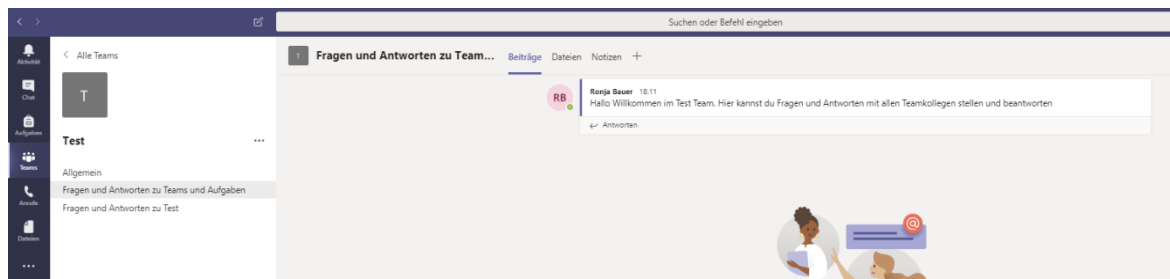 Suchen oder Befehl eingeben
Aktivität
Chat
Aufgaben
Teams
Anrufe
Dateien
Alle Teams
T
Test
Allgemein
Fragen und Antworten zu Teams und Aufgaben
Fragen und Antworten zu Test
T
Fragen und Antworten zu Team... Beiträge Dateien Notizen
RB
Ronja Bauer 18:11
Hallo Willkommen im Test Team. Hier kannst du Fragen und Antworten mit allen Teamkollegen stellen und beantworten
Antworten
@